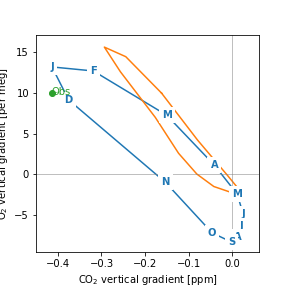 15
10
5
0
−5
−0.4
−0.3
−0.2
−0.1
0.0
CO₂ vertical gradient [ppm]
O₂ vertical gradient [per meg]
J
F
Obs
D
M
A
N
M
J
O
S